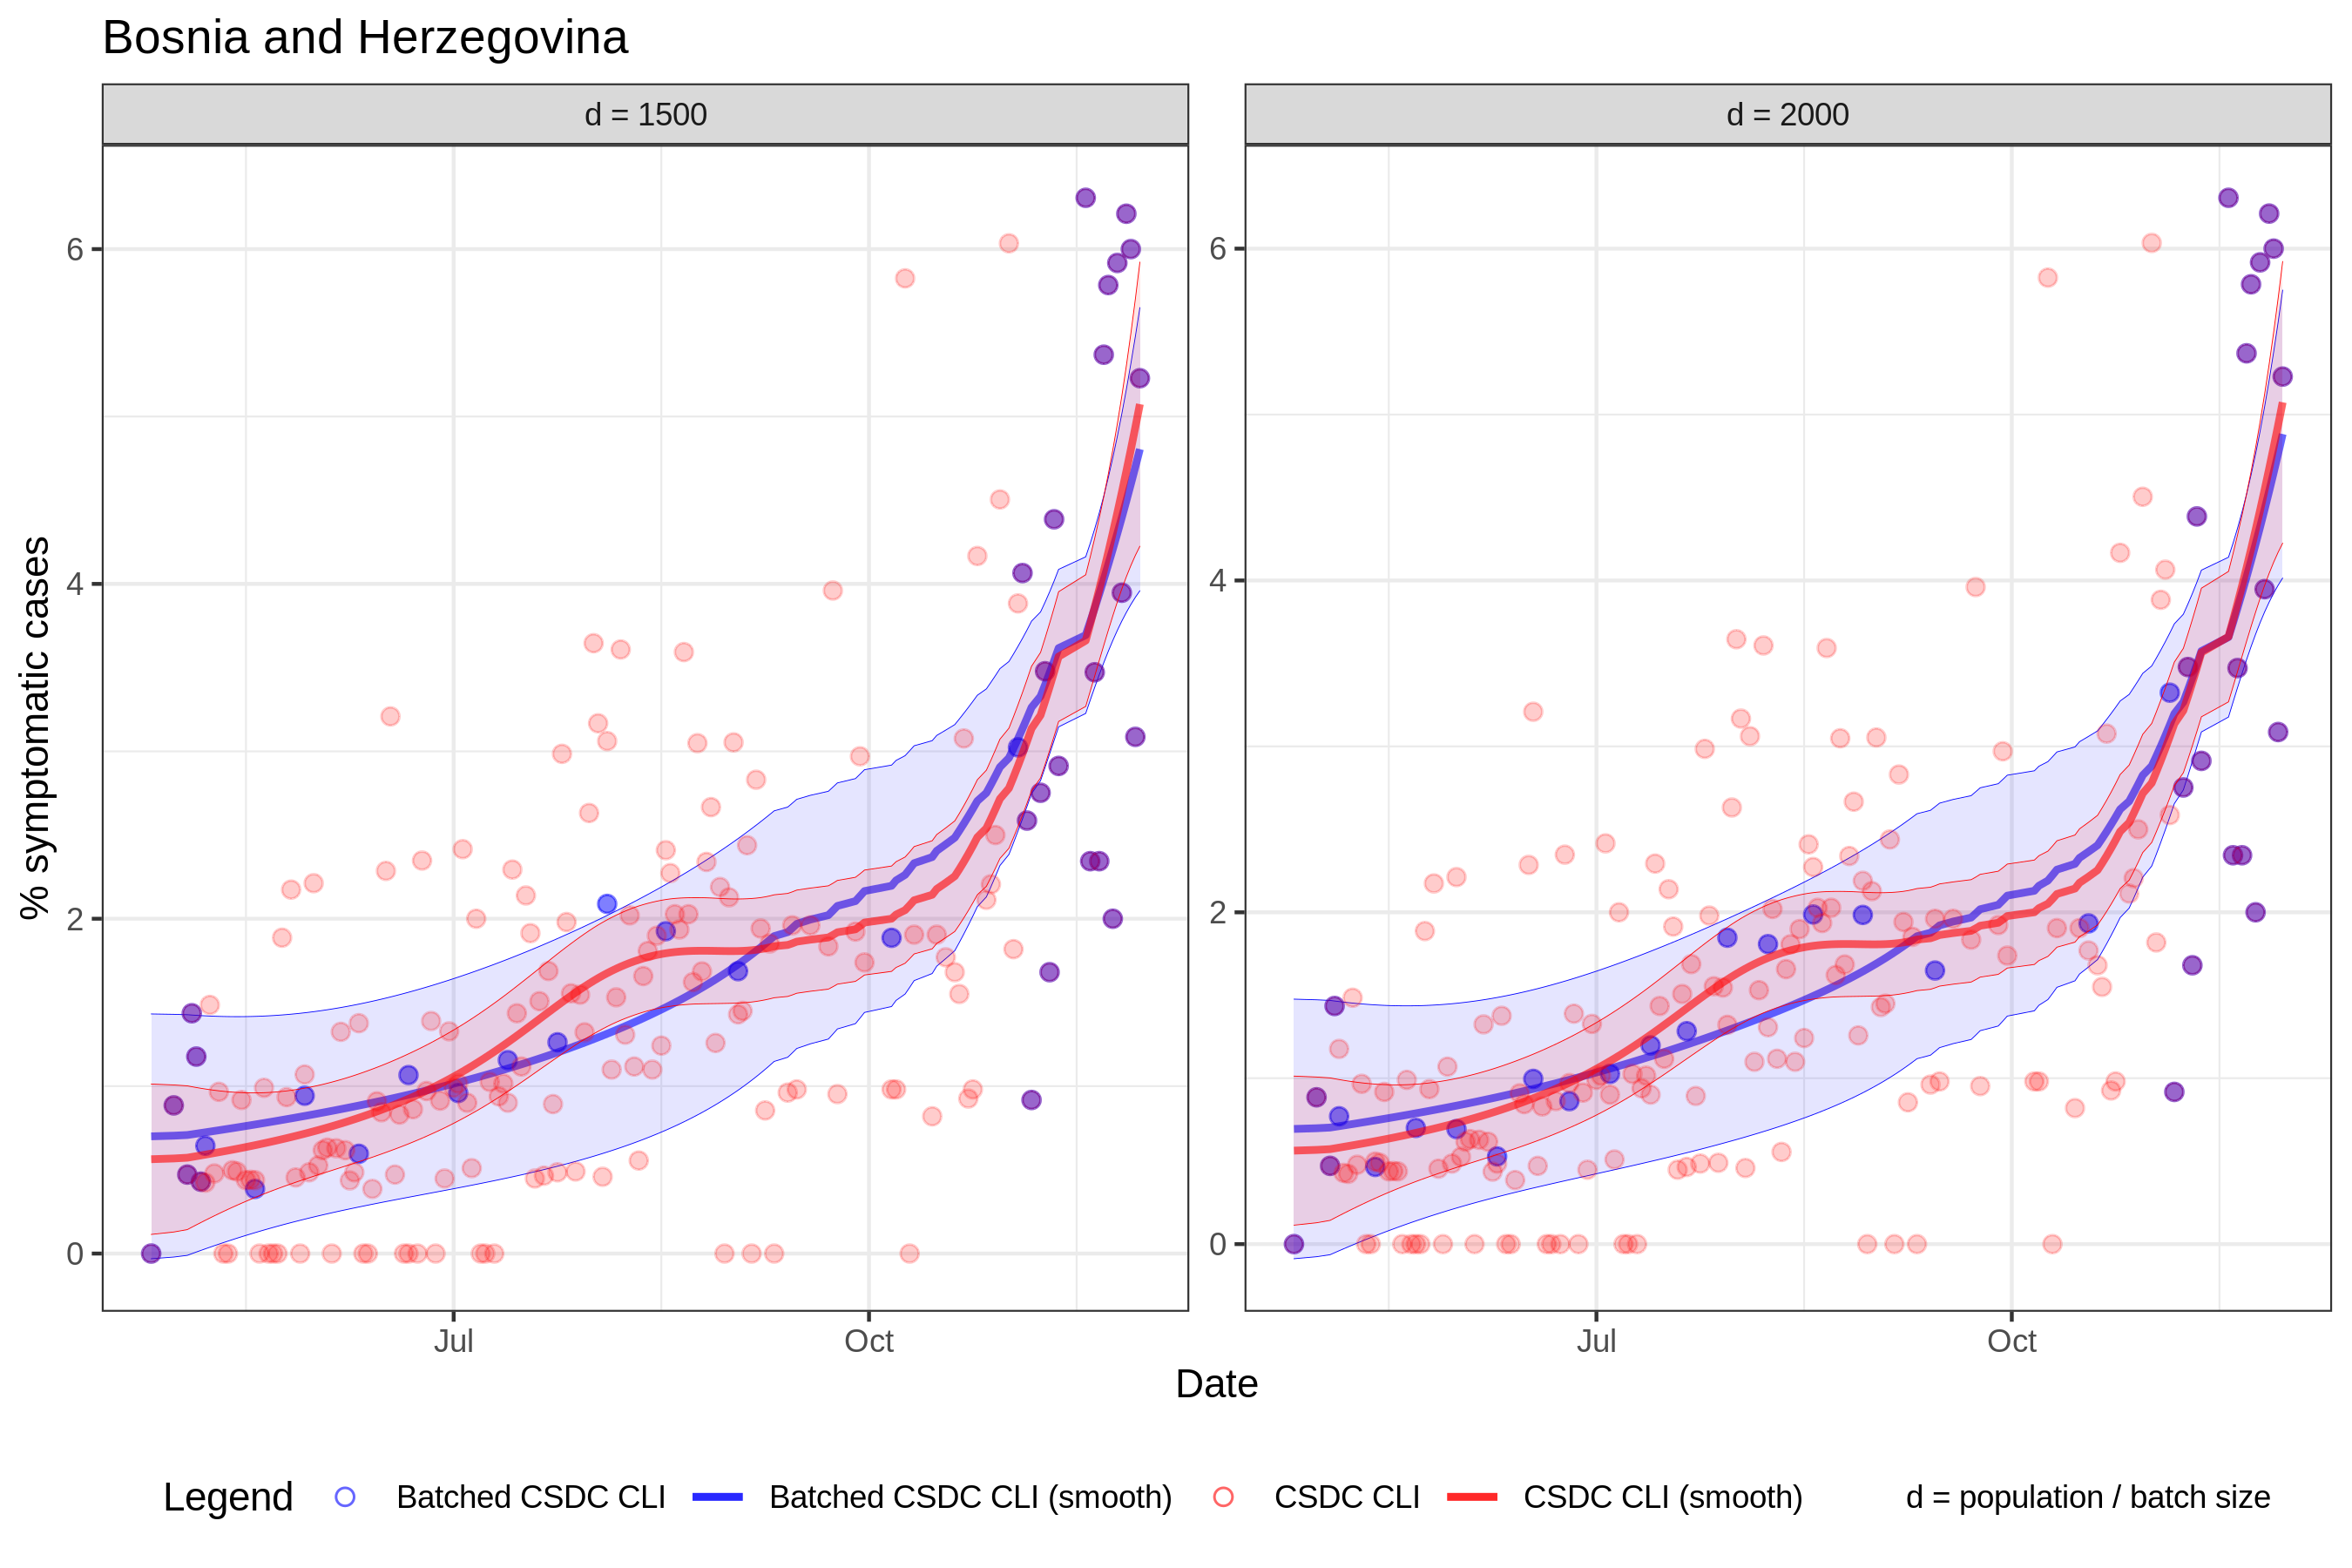 Bosnia and Herzegovina
d = 1500
d = 2000
% symptomatic cases
6
4
2
0
6
4
2
0
Jul
Oct
Jul
Oct
Date
Legend
Batched CSDC CLI
Batched CSDC CLI (smooth)
CSDC CLI
CSDC CLI (smooth)
d = population / batch size